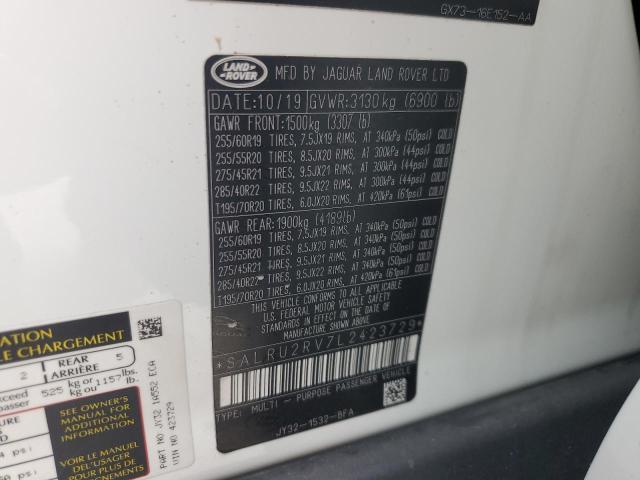 GX73-16E152-AA
LAND-
ROVER
MFD BY JAGUAR LAND ROVER LTD
DATE:10/19 GVWR:3130kg (6900 lb)
GAWR FRONT:1500kg (3307 lb)
255/60R19 TIRES, 7.5JX19 RIMS, AT 340kPa (50psi) COLD
255/55R20 TIRES, 8.5JX20 RIMS, AT 300kPa (44psi) COLD
275/45R21 TIRES, 9.5JX21 RIMS, AT 300kPa (44psi) COLD
285/40R22 TIRES, 9.5JX22 RIMS, AT 300kPa (44psi) COLD
T195/70R20 TIRES, 6.0JX20 RIMS, AT 420kPa (61psi) COLD
GAWR REAR: 1900kg (4189lb)
255/60R19 TIRES, 7.5JX19 RIMS, AT 340kPa (50psi) COLD
255/55R20 TIRES, 8.5JX20 RIMS, AT 340kPa (50psi) COLD
275/45R21 TIRES, 9.5JX21 RIMS, AT 340kPa (50psi) COLD
285/40R22 TIRES, 9.5JX22 RIMS, AT 340kPa (50psi) COLD
T195/70R20 TIRES, 6.0JX20 RIMS, AT 420kPa (61psi) COLD
THIS VEHICLE CONFORMS TO ALL APPLICABLE
U.S. FEDERAL MOTOR VEHICLE SAFETY STANDARDS
IN EFFECT ON THE DATE OF MANUFACTURE
SHOWN ABOVE.
*SALRU2RV7L2423729*
TYPE: MULTI - PURPOSE PASSENGER VEHICLE
JY32-1532-BFA
ATION
E CHARGEMENT
2 REAR ARRIÈRE 5
xceed 525 kg or 1157 lbs.
passer kg ou lb.
SEE OWNER'S
MANUAL FOR
ADDITIONAL
INFORMATION
VOIR LE MANUEL
DE L'USAGER
POUR PLUS DE
PART NO JY32 1A552 ECA
VIN NO 423729